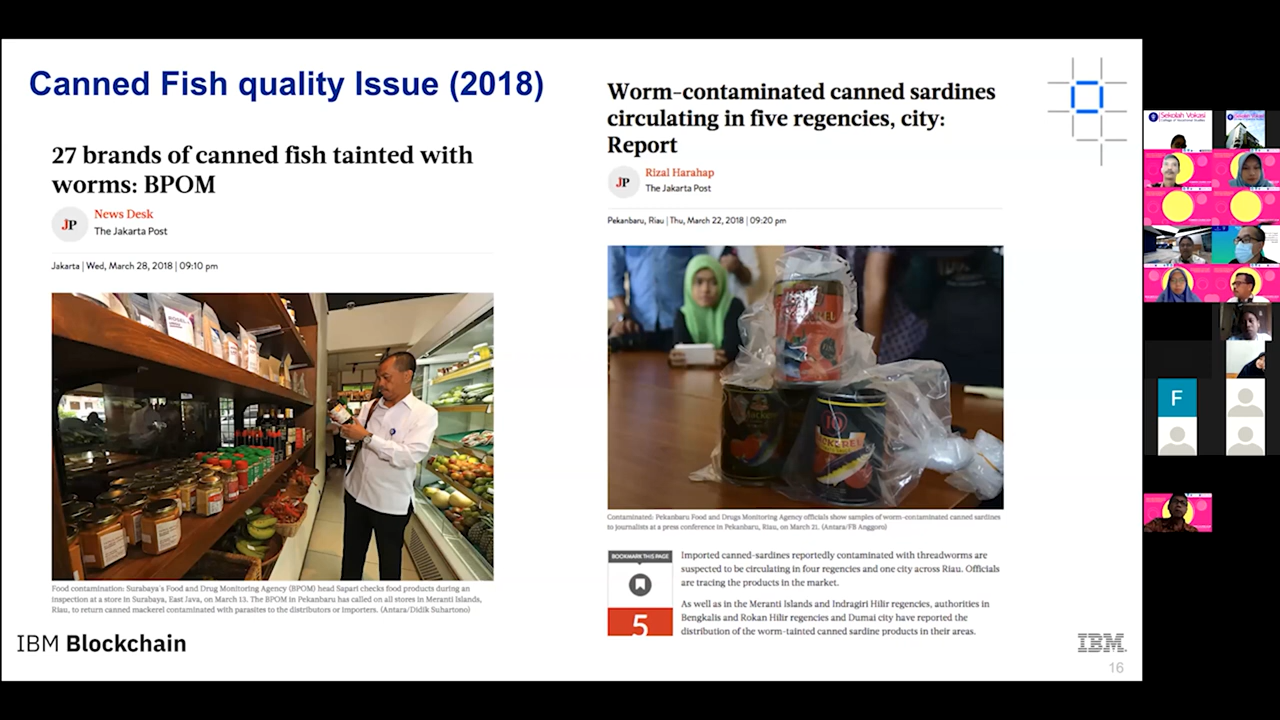 Canned Fish quality Issue (2018)
27 brands of canned fish tainted with
worms: BPOM
JP
News Desk
The Jakarta Post
Jakarta | Wed, March 28, 2018 | 09:10 pm
Food contamination: Surabaya's Food and Drug Monitoring Agency (BPOM) head Sapari checks food products during an
inspection at a store in Surabaya, East Java, on March 13. The BPOM in Pekanbaru has called on all stores in Meranti Islands,
Riau, to return canned mackerel contaminated with parasites to the distributors or importers. (Antara/Didik Suhartono)
IBM Blockchain
Worm-contaminated canned sardines
circulating in five regencies, city:
Report
JP
Rizal Harahap
The Jakarta Post
Pekanbaru, Riau | Thu, March 22, 2018 | 09:20 pm
Contaminated: Pekanbaru Food and Drugs Monitoring Agency officials show samples of worm-contaminated canned sardines
to journalists at a press conference in Pekanbaru, Riau, on March 21. (Antara/FB Anggoro)
BOOKMARK THIS PAGE
5
Imported canned-sardines reportedly contaminated with threadworms are
suspected to be circulating in four regencies and one city across Riau. Officials
are tracing the products in the market.
As well as in the Meranti Islands and Indragiri Hilir regencies, authorities in
Bengkalis and Rokan Hilir regencies and Dumai city have reported the
distribution of the worm-tainted canned sardine products in their areas.
IBM
16
Sekolah Vokasi
F